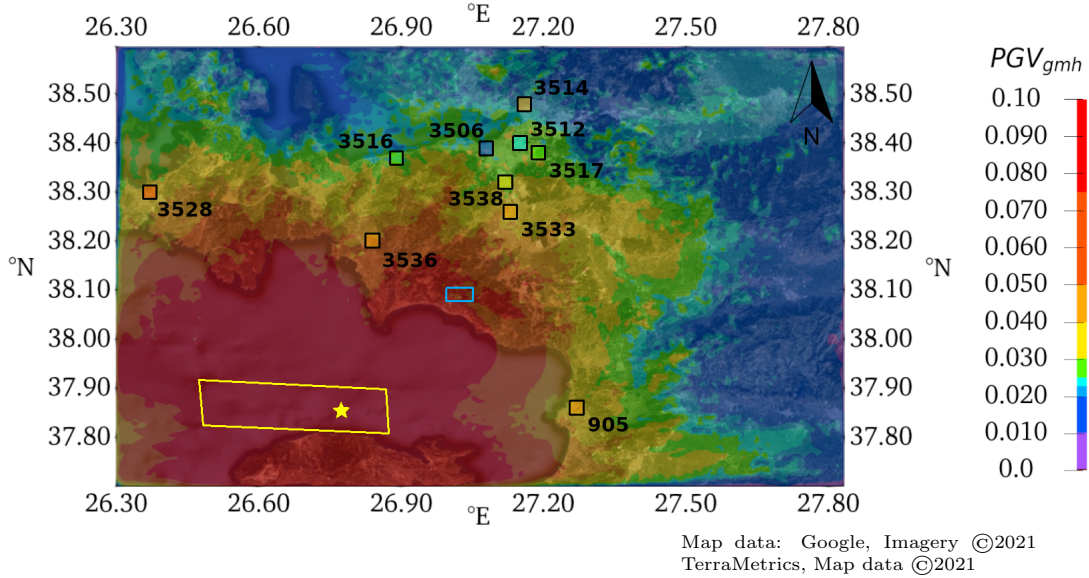 °E
26.30 26.60 26.90 27.20 27.50 27.80
PGVgmh
38.50 3514 38.50 0.10
38.40 3516 3506 3512 38.40 0.090
N
3517 0.080
38.30 3528 3538 38.30 0.070
3533
38.20 3536 38.20 0.060
°N °N
38.10 38.10 0.050
38.00 38.00 0.040
37.90 37.90 0.030
0.020
37.80 905 37.80 0.010
0.0
26.30 26.60 26.90 27.20 27.50 27.80
°E
Map data: Google, Imagery ©2021
TerraMetrics, Map data ©2021